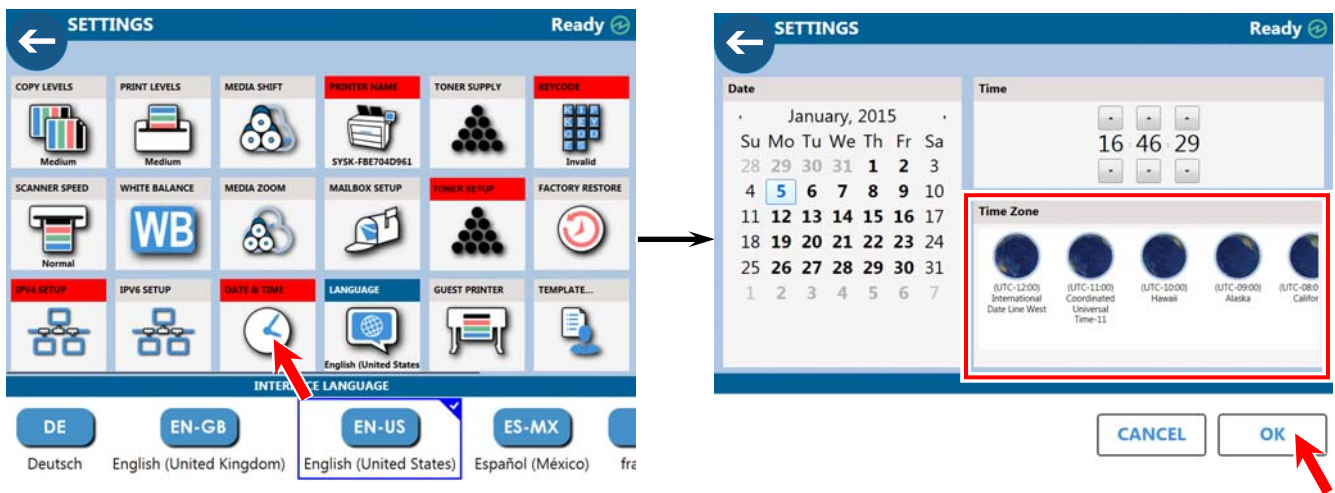 SETTINGS
Ready
COPY LEVELS
PRINT LEVELS
MEDIA SHIFT
PRINTER NAME
TONER SUPPLY
KEYCODE
K I P
K E Y
C O D
Medium
Medium
SYSK-FBE704D961
Invalid
SCANNER SPEED
WHITE BALANCE
MEDIA ZOOM
MAILBOX SETUP
TONER SETUP
FACTORY RESTORE
WB
Normal
IPV4 SETUP
IPV6 SETUP
DATE & TIME
LANGUAGE
GUEST PRINTER
TEMPLATE...
English (United States
LANGUAGE
DE
EN-GB
EN-US
ES-MX
Deutsch
English (United Kingdom)
English (United States)
Español (México)
fra
SETTINGS
Ready
Date
January, 2015
Su Mo Tu We Th Fr Sa
28 29 30 31 1 2 3
4 5 6 7 8 9 10
11 12 13 14 15 16 17
18 19 20 21 22 23 24
25 26 27 28 29 30 31
1 2 3 4 5 6 7
Time
16 46 29
Time Zone
(UTC-12:00)
International
Date Line West
(UTC-11:00)
Coordinated
Universal
Time-11
(UTC-10:00)
Hawaii
(UTC-09:00)
Alaska
(UTC-08:0
Califor
CANCEL
OK